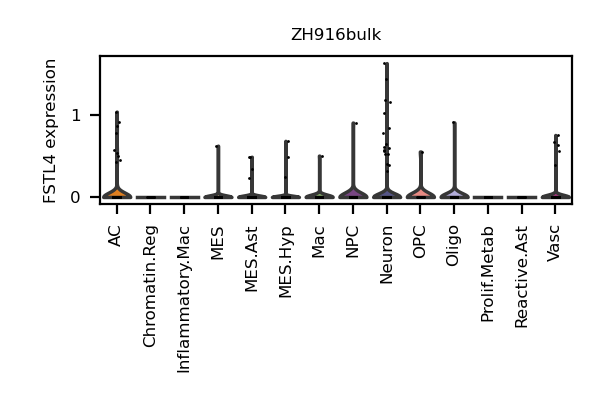 ZH916bulk
FSTL4 expression
1
0
AC
Chromatin.Reg
Inflammatory.Mac
MES
MES.Ast
MES.Hyp
Mac
NPC
Neuron
OPC
Oligo
Prolif.Metab
Reactive.Ast
Vasc